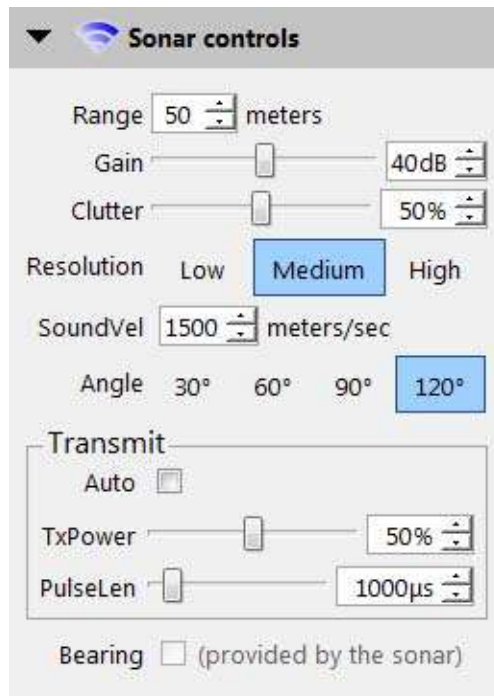 Sonar controls
Range 50 meters
Gain 40dB
Clutter 50%
Resolution Low Medium High
SoundVel 1500 meters/sec
Angle 30° 60° 90° 120°
Transmit
Auto
TxPower 50%
PulseLen 1000µs
Bearing (provided by the sonar)